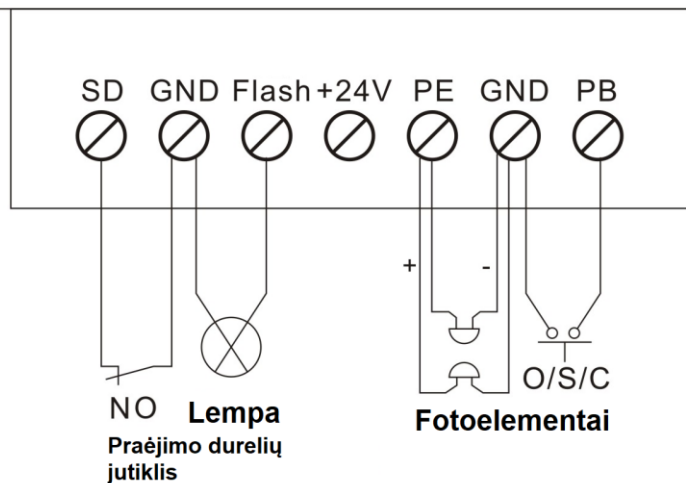 SD GND Flash +24V PE GND PB
+ -
O/S/C
NO Lempa Fotoelementai
Praėjimo durelių
jutiklis